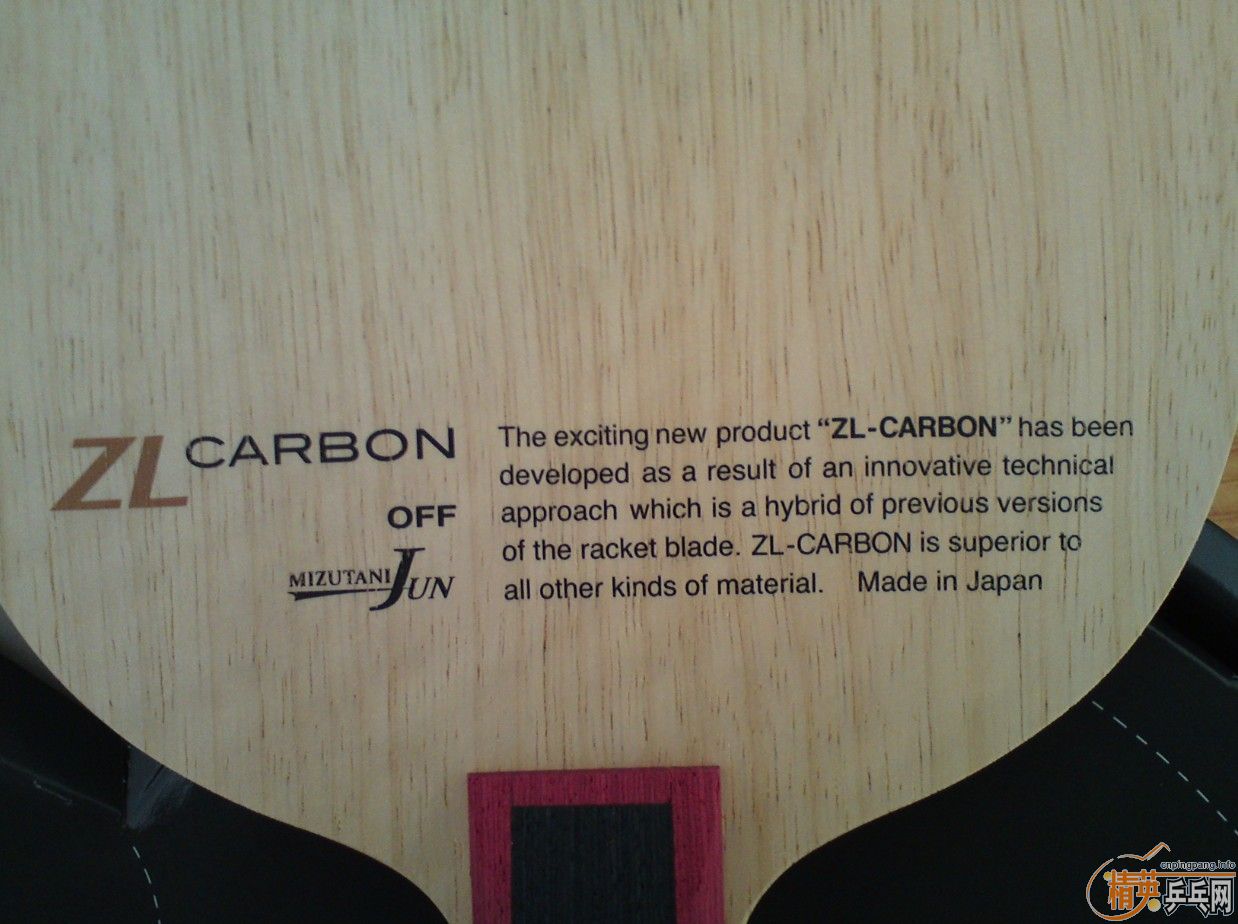 ZL CARBON
OFF
MIZUTANI JUN
The exciting new product “ZL-CARBON” has been
developed as a result of an innovative technical
approach which is a hybrid of previous versions
of the racket blade. ZL-CARBON is superior to
all other kinds of material. Made in Japan
cnpingpang.info
精英乒乓网